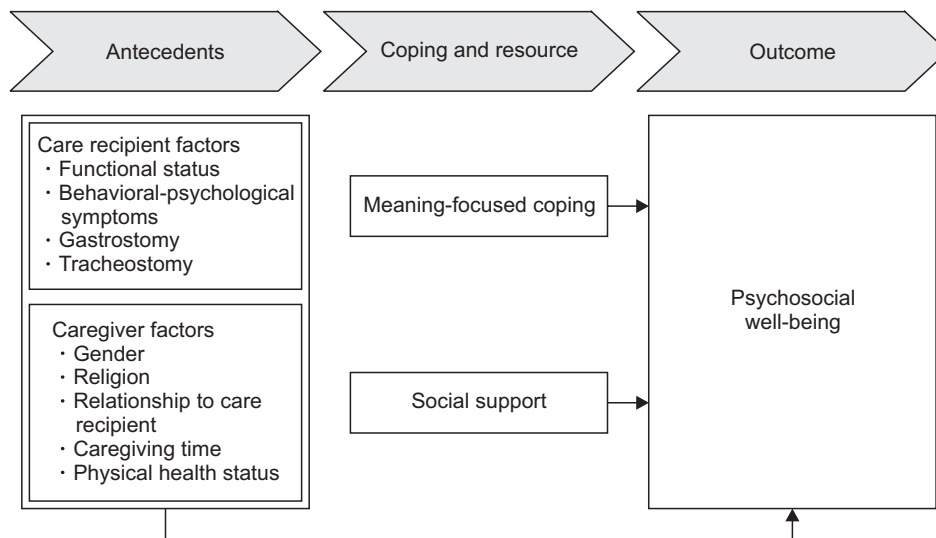 Antecedents
Coping and resource
Outcome
Care recipient factors
· Functional status
· Behavioral-psychological
symptoms
· Gastrostomy
· Tracheostomy
Caregiver factors
· Gender
· Religion
· Relationship to care
recipient
· Caregiving time
· Physical health status
Meaning-focused coping
Social support
Psychosocial
well-being